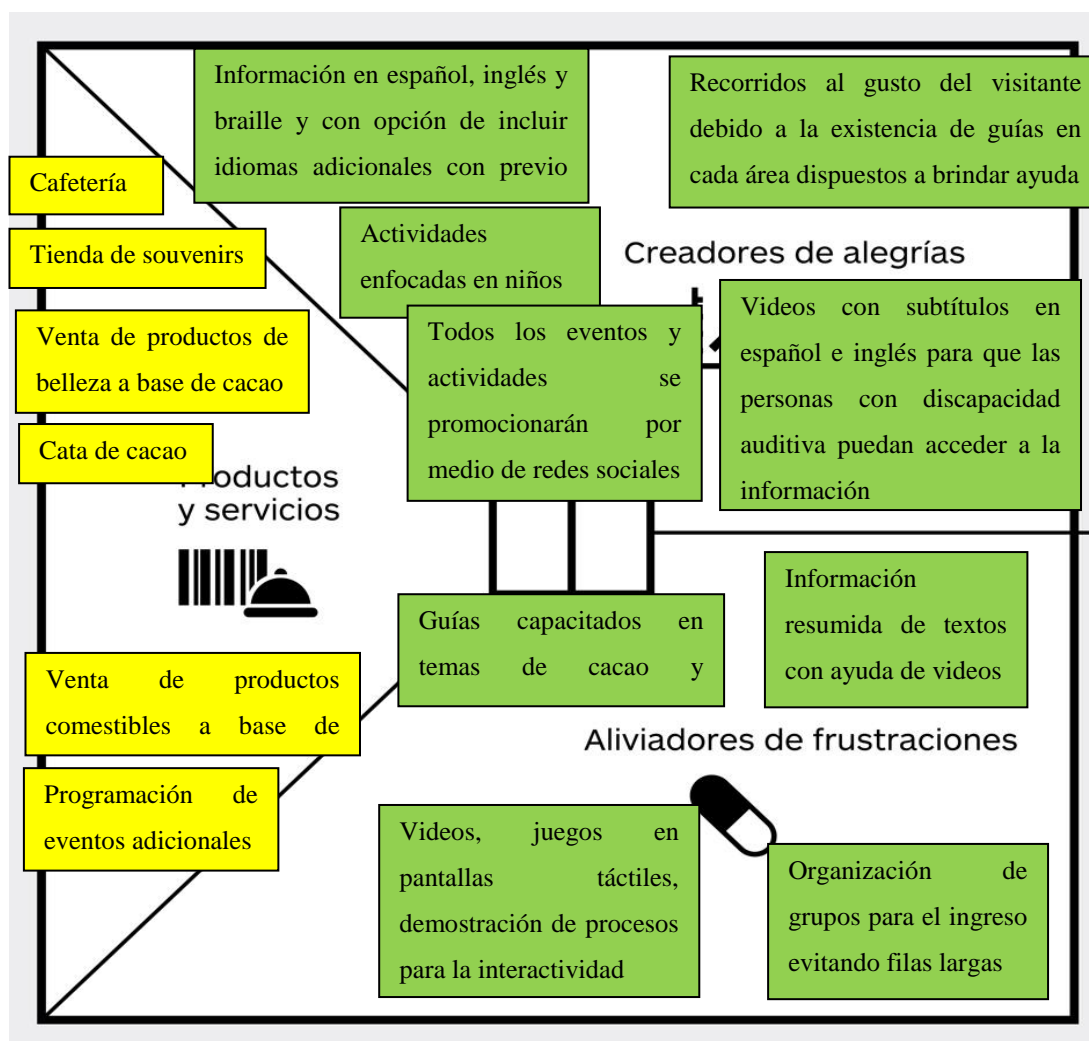 Información en español, inglés y
braille y con opción de incluir
idiomas adicionales con previo
Recorridos al gusto del visitante
debido a la existencia de guías en
cada área dispuestos a brindar ayuda
Cafetería
Tienda de souvenirs
Venta de productos de
belleza a base de cacao
Cata de cacao
Actividades
enfocadas en niños
Creadores de alegrías
Todos los eventos y
actividades se
promocionarán por
medio de redes sociales
Videos con subtítulos en
español e inglés para que las
personas con discapacidad
auditiva puedan acceder a la
información
Productos
y servicios
Guías capacitados en
temas de cacao y
Información
resumida de textos
con ayuda de videos
Venta de productos
comestibles a base de
Programación de
eventos adicionales
Aliviadores de frustraciones
Videos, juegos en
pantallas táctiles,
demostración de procesos
para la interactividad
Organización de
grupos para el ingreso
evitando filas largas